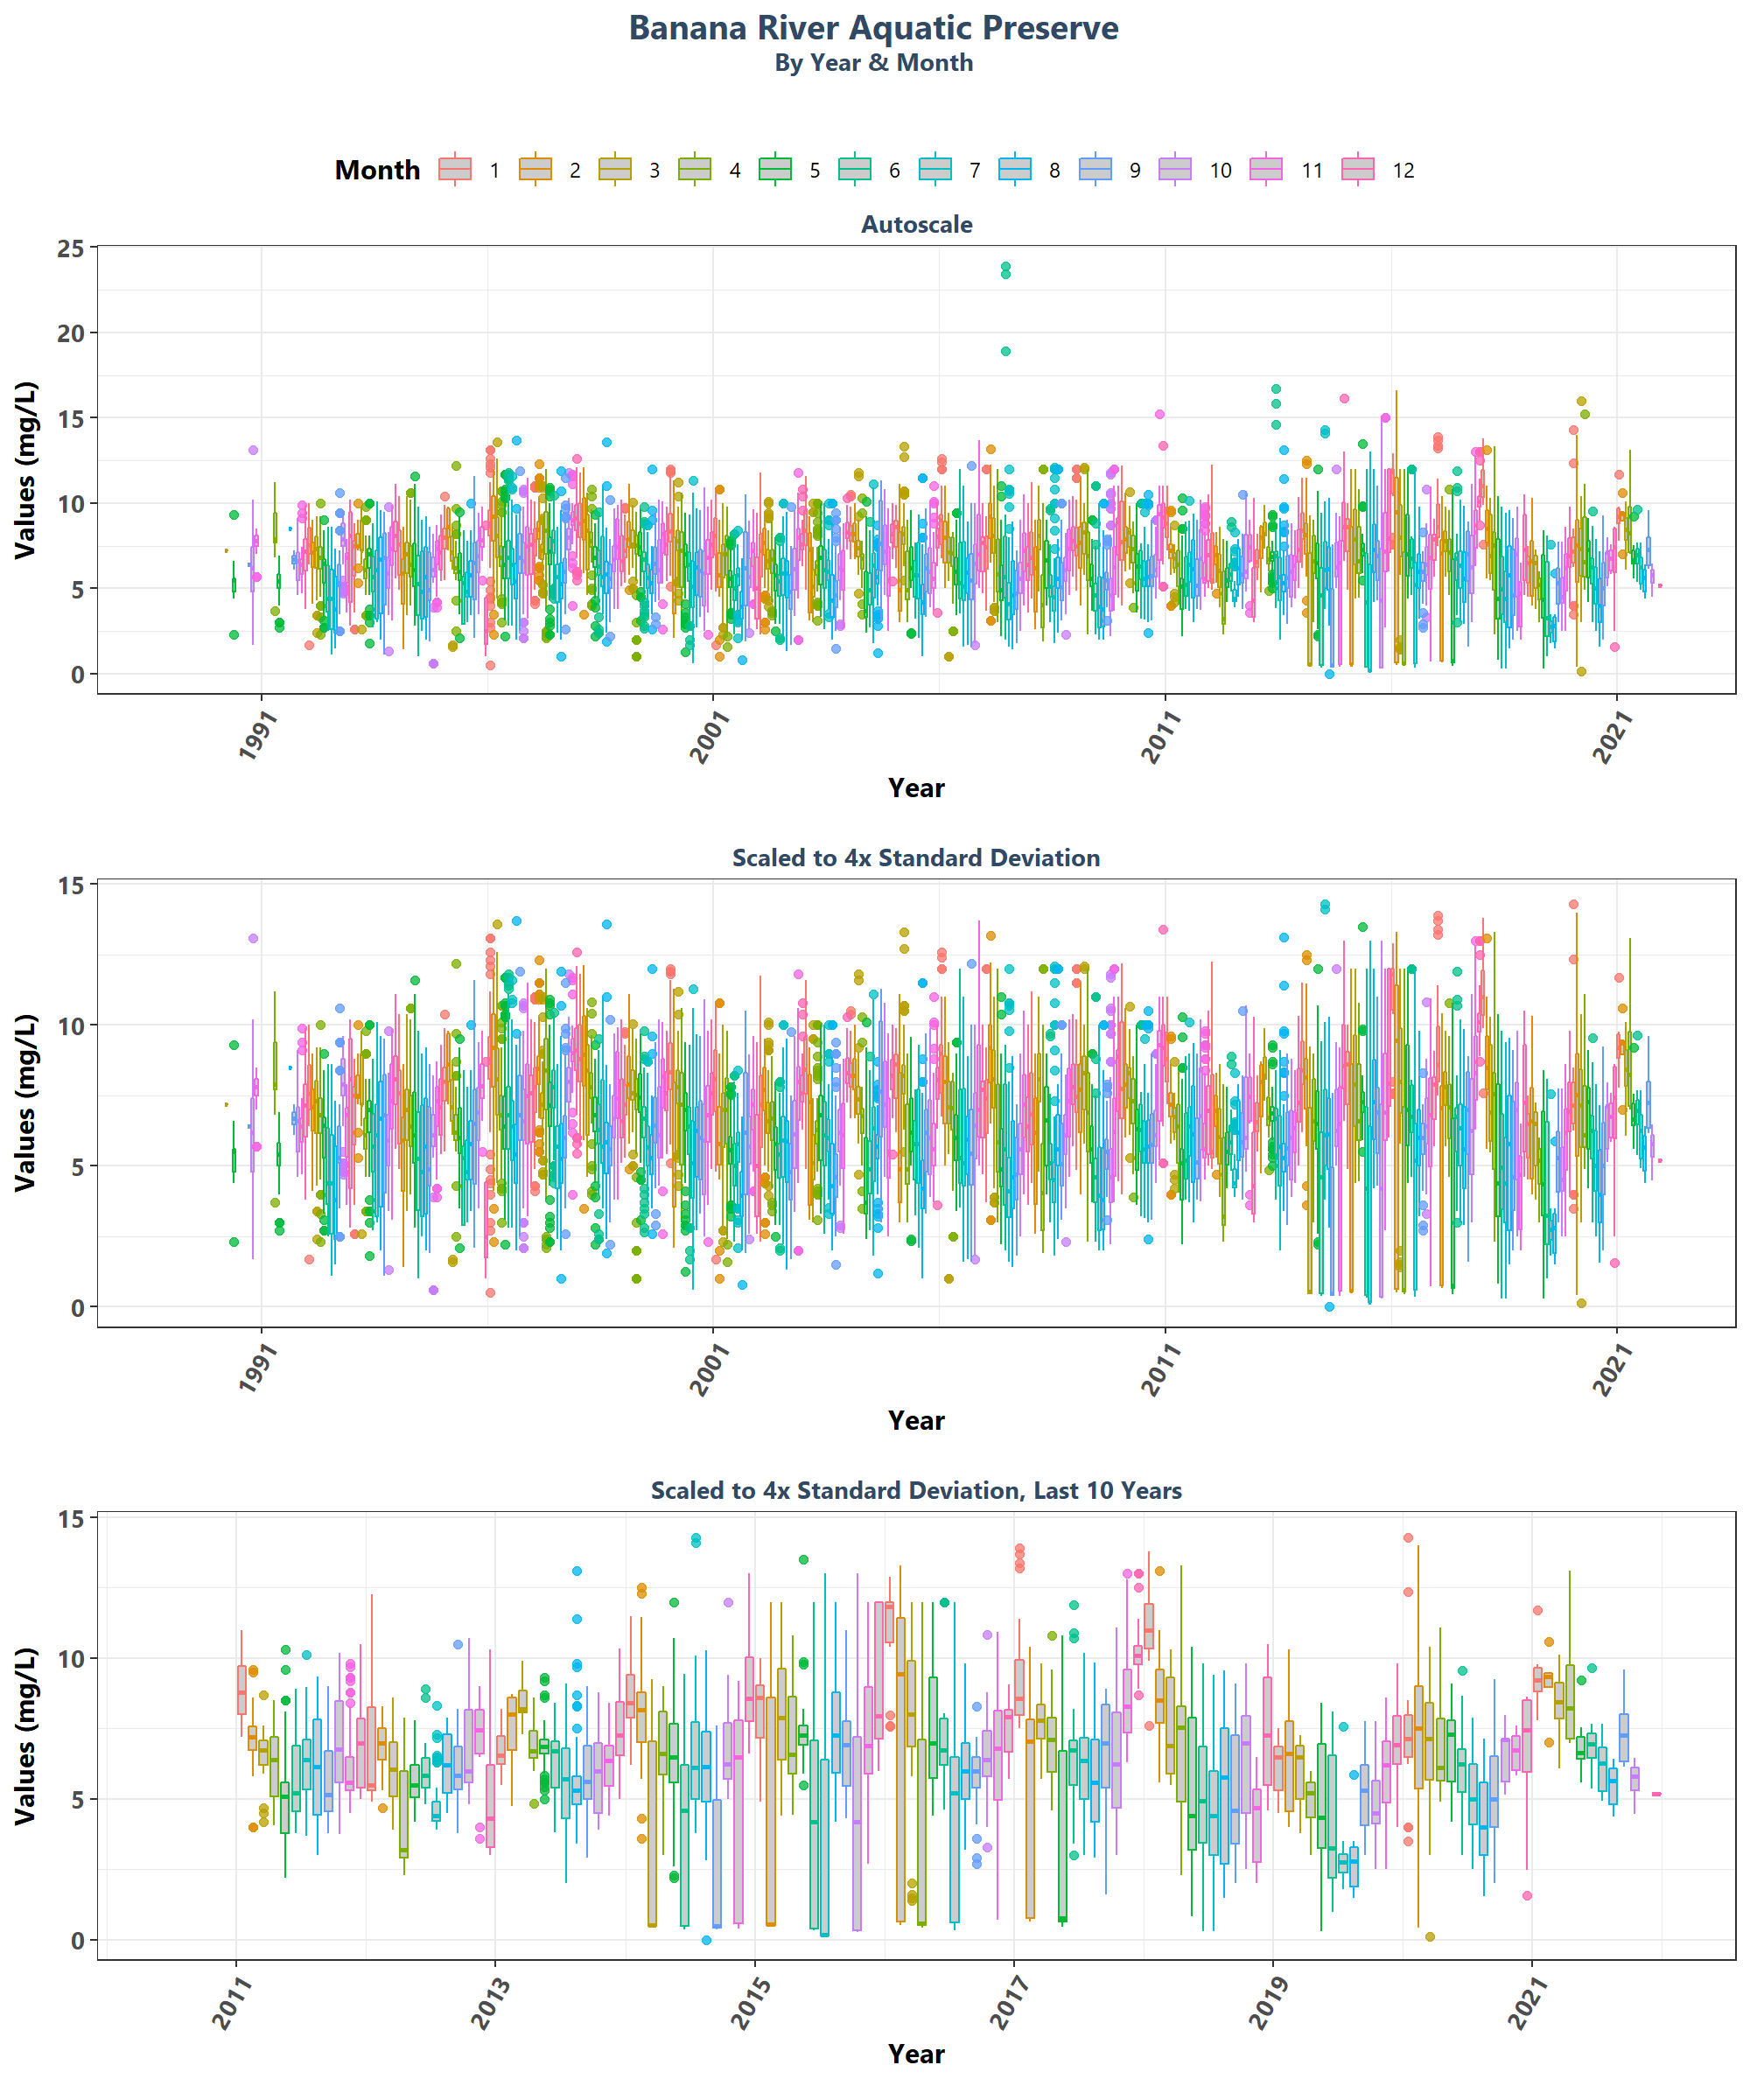 Banana River Aquatic Preserve
By Year & Month
Month 1 2 3 4 5 6 7 8 9 10 11 12
Autoscale
Values (mg/L)
25
20
15
10
5
0
1991 2001 2011 2021
Year
Scaled to 4x Standard Deviation
Values (mg/L)
15
10
5
0
1991 2001 2011 2021
Year
Scaled to 4x Standard Deviation, Last 10 Years
Values (mg/L)
15
10
5
0
2011 2013 2015 2017 2019 2021
Year